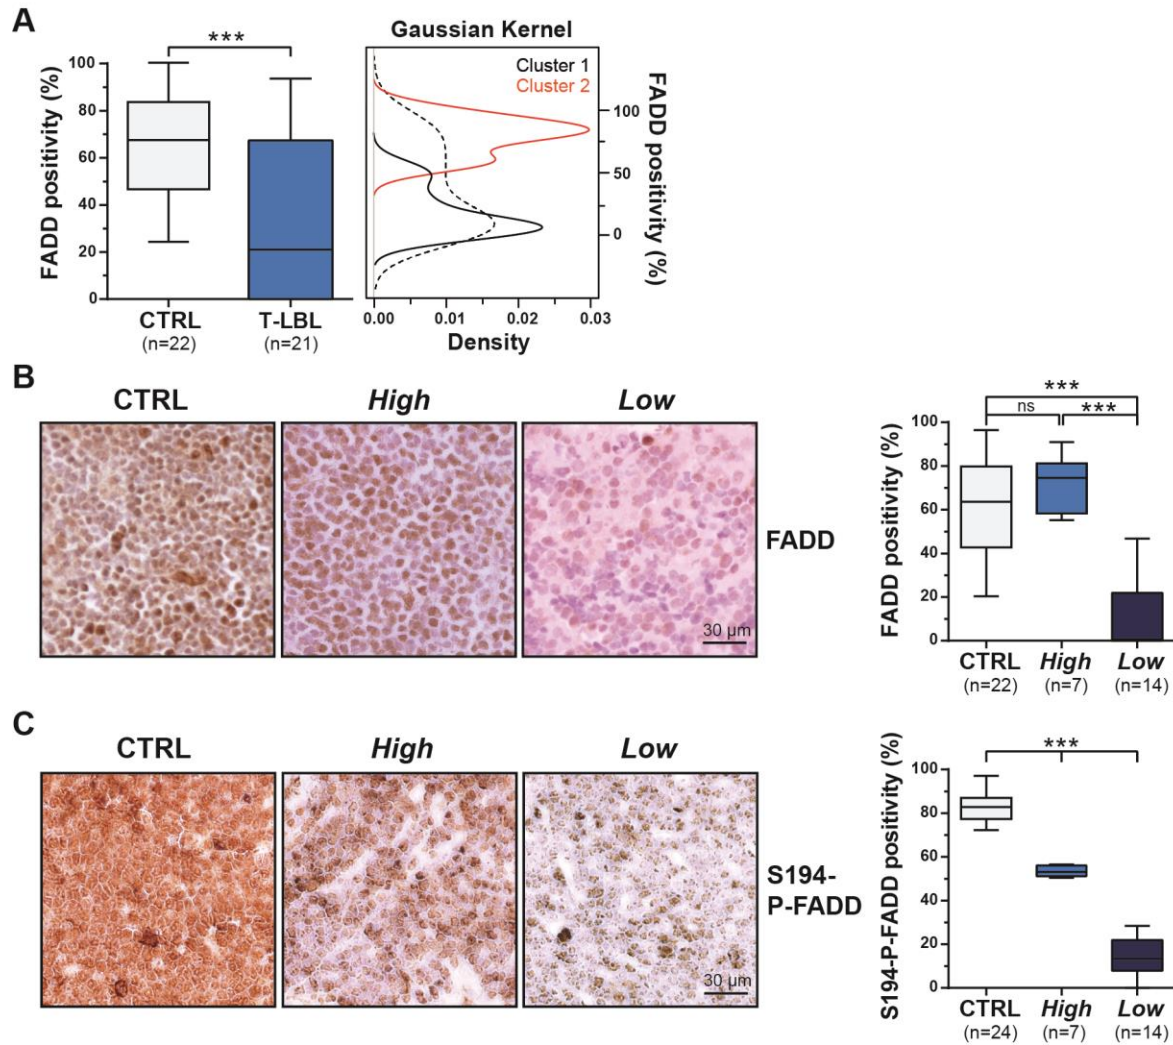 A
***
FADD positivity (%)
100
80
60
40
20
0
CTRL
(n=22)
T-LBL
(n=21)
Gaussian Kernel
Cluster 1
Cluster 2
FADD positivity (%)
100
50
0
0.00 0.01 0.02 0.03
Density
B
CTRL High Low
30 µm
FADD
***
ns ***
FADD positivity (%)
100
80
60
40
20
0
CTRL High Low
(n=22) (n=7) (n=14)
C
CTRL High Low
30 µm
S194-
P-FADD
***
S194-P-FADD positivity (%)
100
80
60
40
20
0
CTRL High Low
(n=24) (n=7) (n=14)